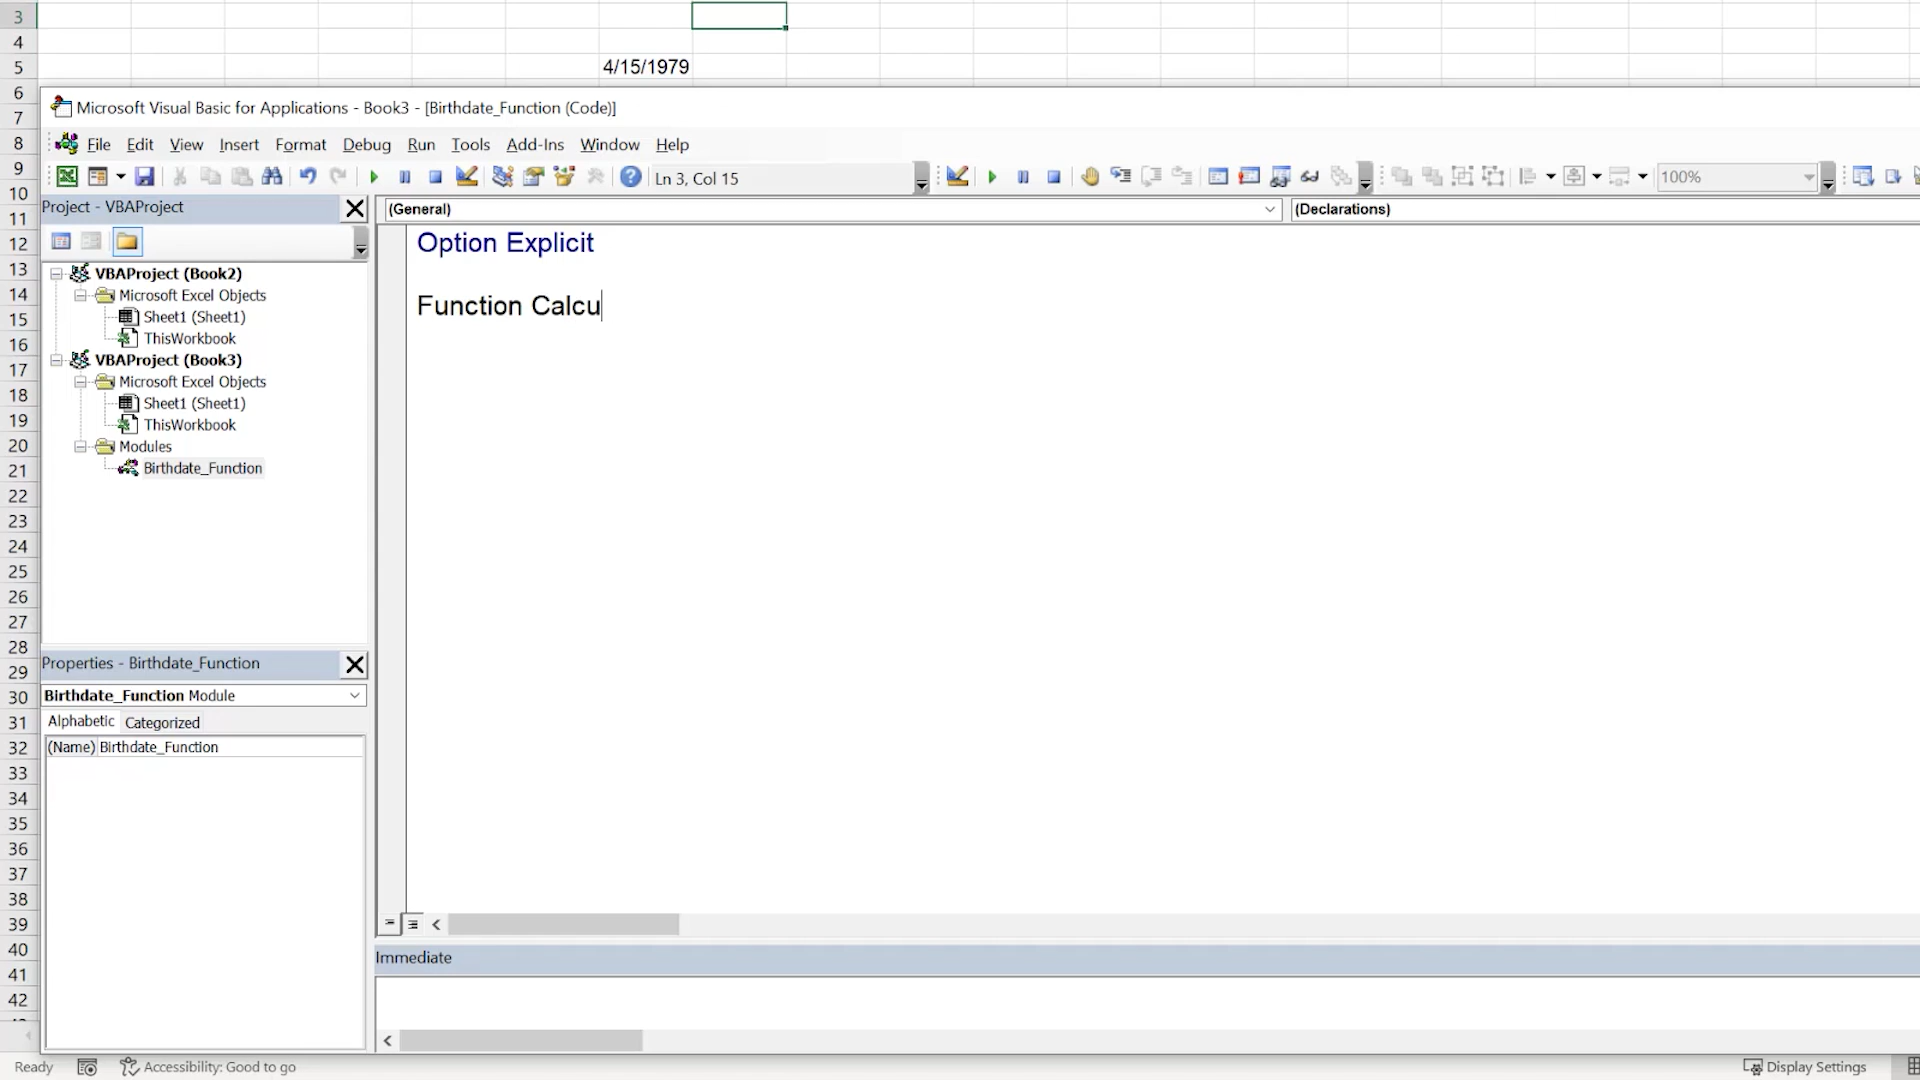 3
4
5
4/15/1979
6
7
8
9
10
11
12
13
14
15
16
17
18
19
20
21
22
23
24
25
26
27
28
29
30
31
32
33
34
35
36
37
38
39
40
41
42
Microsoft Visual Basic for Applications - Book3 - [Birthdate_Function (Code)]
File Edit View Insert Format Debug Run Tools Add-Ins Window Help
Ln 3, Col 15
100%
Project - VBAProject
(General)
(Declarations)
VBAProject (Book2)
Microsoft Excel Objects
Sheet1 (Sheet1)
ThisWorkbook
VBAProject (Book3)
Microsoft Excel Objects
Sheet1 (Sheet1)
ThisWorkbook
Modules
Birthdate_Function
Option Explicit
Function Calcu
Properties - Birthdate_Function
Birthdate_Function Module
Alphabetic Categorized
(Name) Birthdate_Function
Immediate
Ready
Accessibility: Good to go
Display Settings